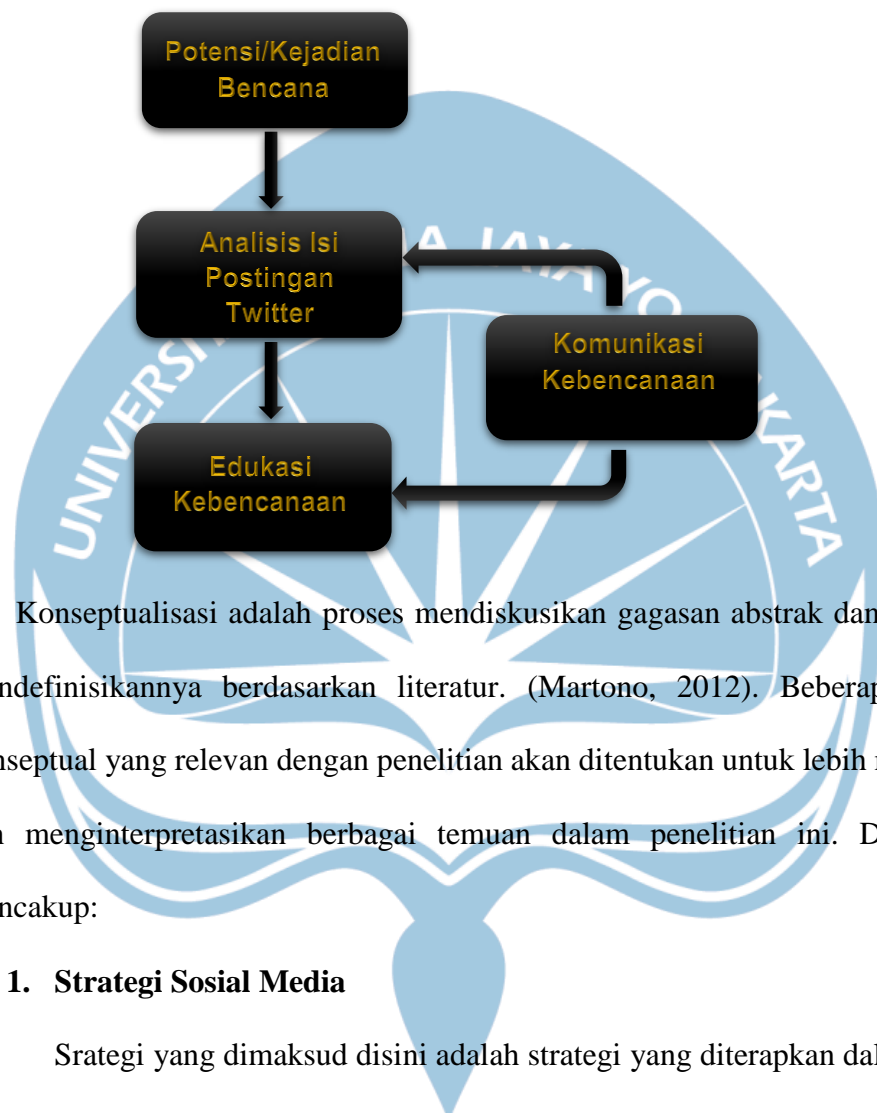 Potensi/Kejadian
Bencana
Analisis Isi
Postingan
Twitter
Komunikasi
Kebencanaan
Edukasi
Kebencanaan
Konseptualisasi adalah proses mendiskusikan gagasan abstrak dan
ndefinisikannya berdasarkan literatur. (Martono, 2012). Beberap
nseptual yang relevan dengan penelitian akan ditentukan untuk lebih
menginterpretasikan berbagai temuan dalam penelitian ini. D
ncakup:
1. Strategi Sosial Media
Srategi yang dimaksud disini adalah strategi yang diterapkan dal